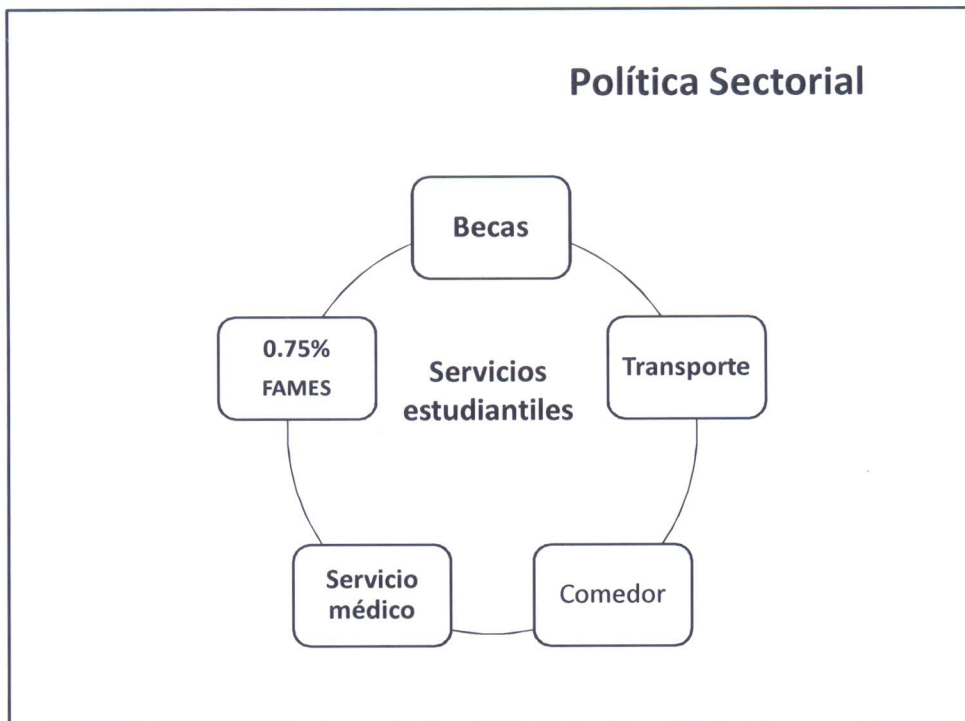 Política Sectorial
Becas
0.75%
FAMES
Servicios
estudiantiles
Transporte
Servicio
médico
Comedor